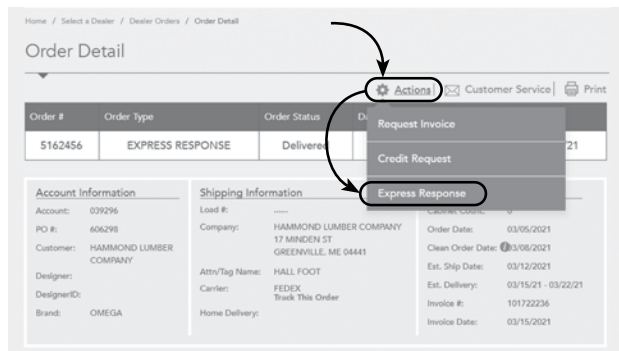 Home / Select a Dealer / Dealer Orders / Order Detail
Order Detail
Actions | Customer Service | Print
Order # Order Type Order Status
5162456 EXPRESS RESPONSE Delivered 21
Request Invoice
Credit Request
Express Response
Account Information
Account: 039296
PO #: 606298
Customer: HAMMOND LUMBER
COMPANY
Designer:
DesignerID:
Brand: OMEGA
Shipping Information
Load #: ......
Company: HAMMOND LUMBER COMPANY
17 MINDEN ST
GREENVILLE, ME 04441
Attn/Tag Name: HALL FOOT
Carrier: FEDEX
Track This Order
Home Delivery:
Cabinet Count: 0
Order Date: 03/05/2021
Clean Order Date: 03/08/2021
Est. Ship Date: 03/12/2021
Est. Delivery: 03/15/21 - 03/22/21
Invoice #: 101722236
Invoice Date: 03/15/2021